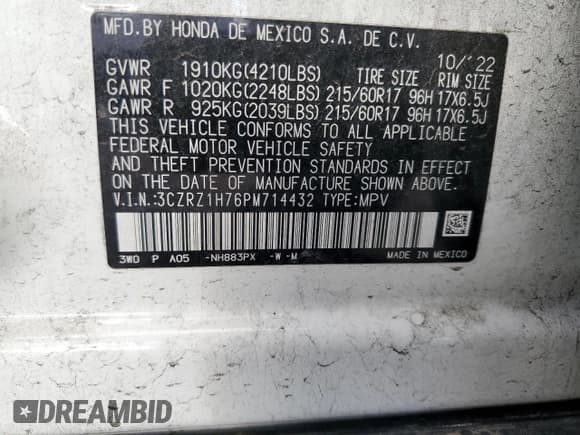 MFD.BY HONDA DE MEXICO S.A. DE C.V.
10/'22
GVWR 1910KG(4210LBS) TIRE SIZE RIM SIZE
GAWR F 1020KG(2248LBS) 215/60R17 96H 17X6.5J
GAWR R 925KG(2039LBS) 215/60R17 96H 17X6.5J
THIS VEHICLE CONFORMS TO ALL APPLICABLE
FEDERAL MOTOR VEHICLE SAFETY
AND THEFT PREVENTION STANDARDS IN EFFECT
ON THE DATE OF MANUFACTURE SHOWN ABOVE.
V.I.N.:3CZRZ1H76PM714432 TYPE:MPV
3W0 P A05 -NH883PX -W -M MADE IN MEXICO
DREAMBID